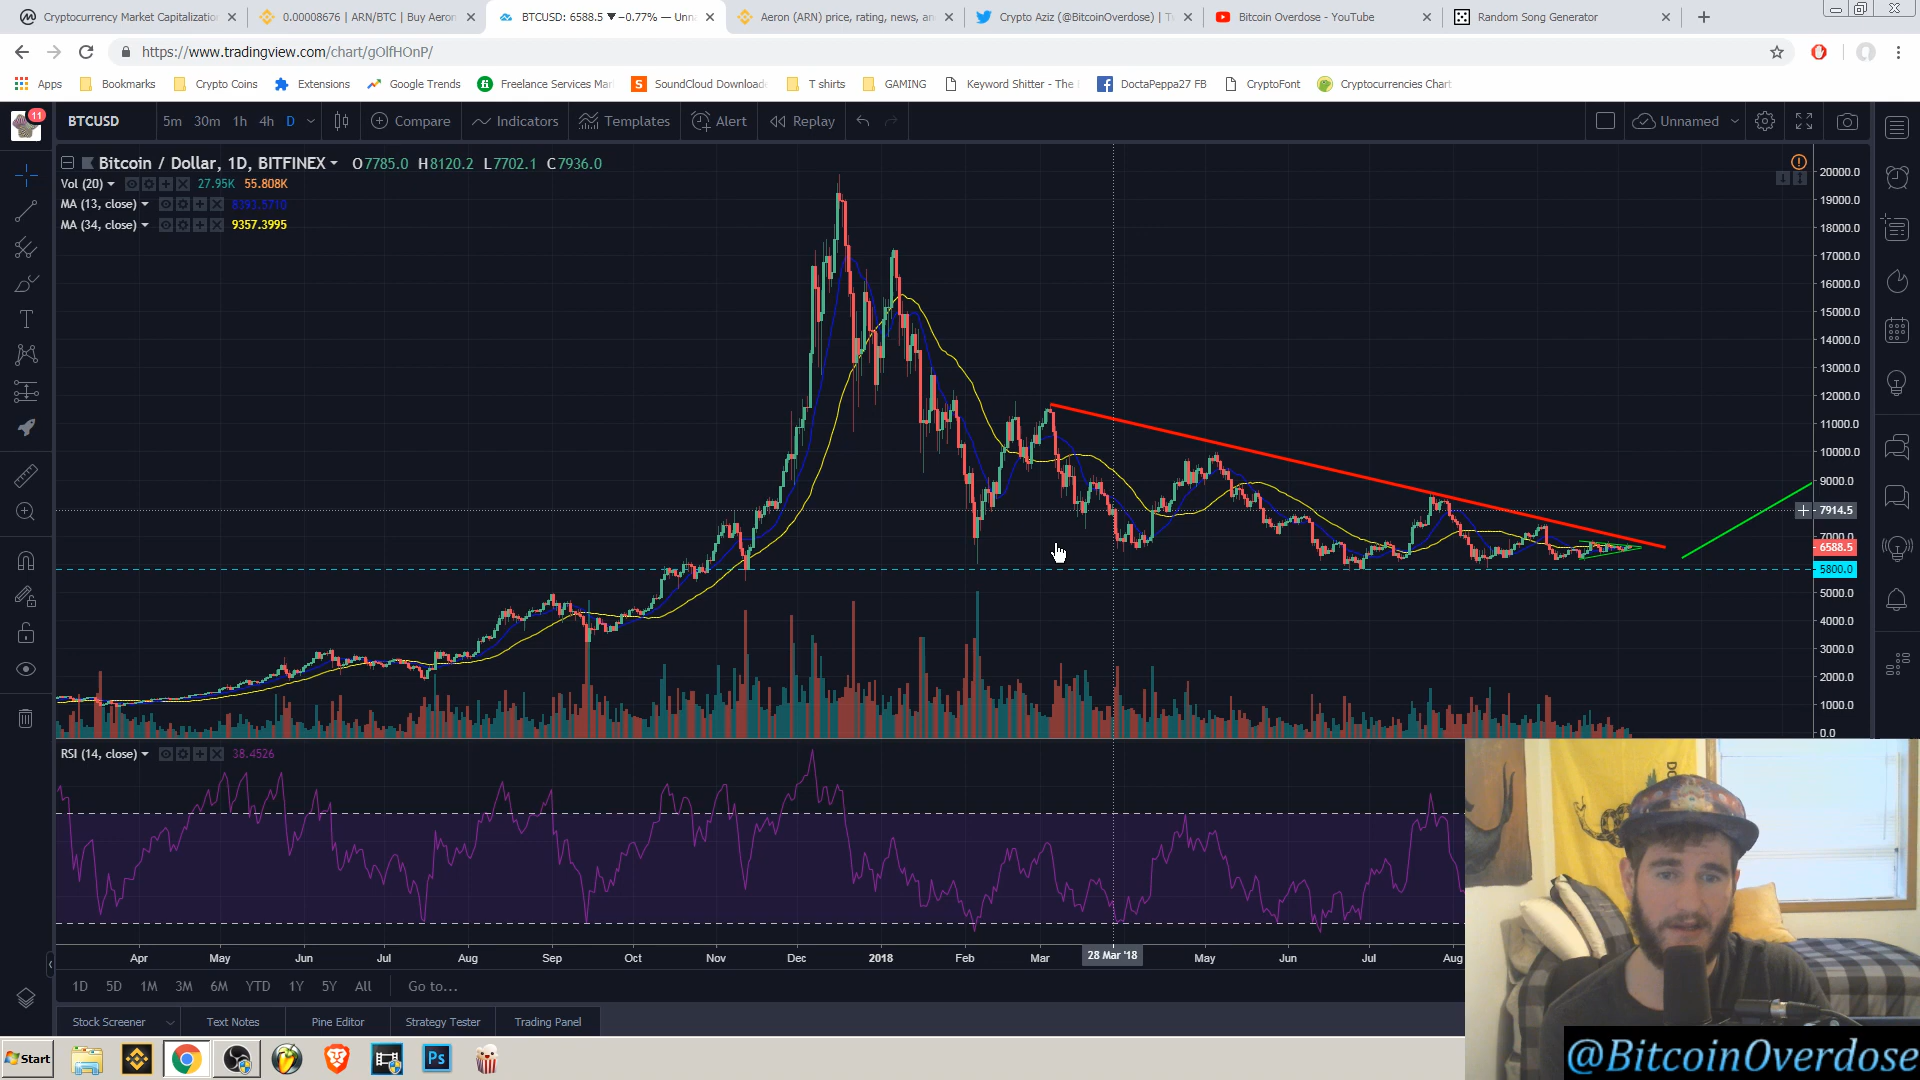 Cryptocurrency Market Capitalizatio
0.00008676 | ARN/BTC | Buy Aeron
BTCUSD: 6588.5 ▼−0.77% — Unna
Aeron (ARN) price, rating, news, an
Crypto Aziz (@BitcoinOverdose) | T
Bitcoin Overdose - YouTube
Random Song Generator
https://www.tradingview.com/chart/gOlfHOnP/
Apps
Bookmarks
Crypto Coins
Extensions
Google Trends
Freelance Services Mar
SoundCloud Download
T shirts
GAMING
Keyword Shitter - The
DoctaPeppa27 FB
CryptoFont
Cryptocurrencies Chart
11
BTCUSD
5m 30m 1h 4h D
Compare
Indicators
Templates
Alert
Replay
Unnamed
Bitcoin / Dollar, 1D, BITFINEX O7785.0 H8120.2 L7702.1 C7936.0
Vol (20) 27.95K 55.808K
MA (13, close) 8393.5710
MA (34, close) 9357.3995
20000.0
19000.0
18000.0
17000.0
16000.0
15000.0
14000.0
13000.0
12000.0
11000.0
10000.0
9000.0
7914.5
7000.0
6588.5
5800.0
5000.0
4000.0
3000.0
2000.0
1000.0
0.0
RSI (14, close) 38.4526
Apr May Jun Jul Aug Sep Oct Nov Dec 2018 Feb Mar 28 Mar '18 May Jun Jul Aug
1D 5D 1M 3M 6M YTD 1Y 5Y All Go to...
Stock Screener Text Notes Pine Editor Strategy Tester Trading Panel
Start
Ps
@BitcoinOverdose